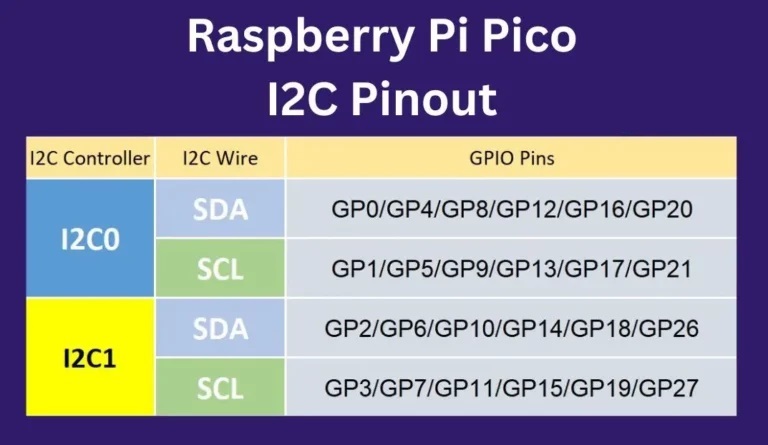 Raspberry Pi Pico
I2C Pinout
I2C Controller I2C Wire GPIO Pins
I2C0 SDA GP0/GP4/GP8/GP12/GP16/GP20
SCL GP1/GP5/GP9/GP13/GP17/GP21
I2C1 SDA GP2/GP6/GP10/GP14/GP18/GP26
SCL GP3/GP7/GP11/GP15/GP19/GP27